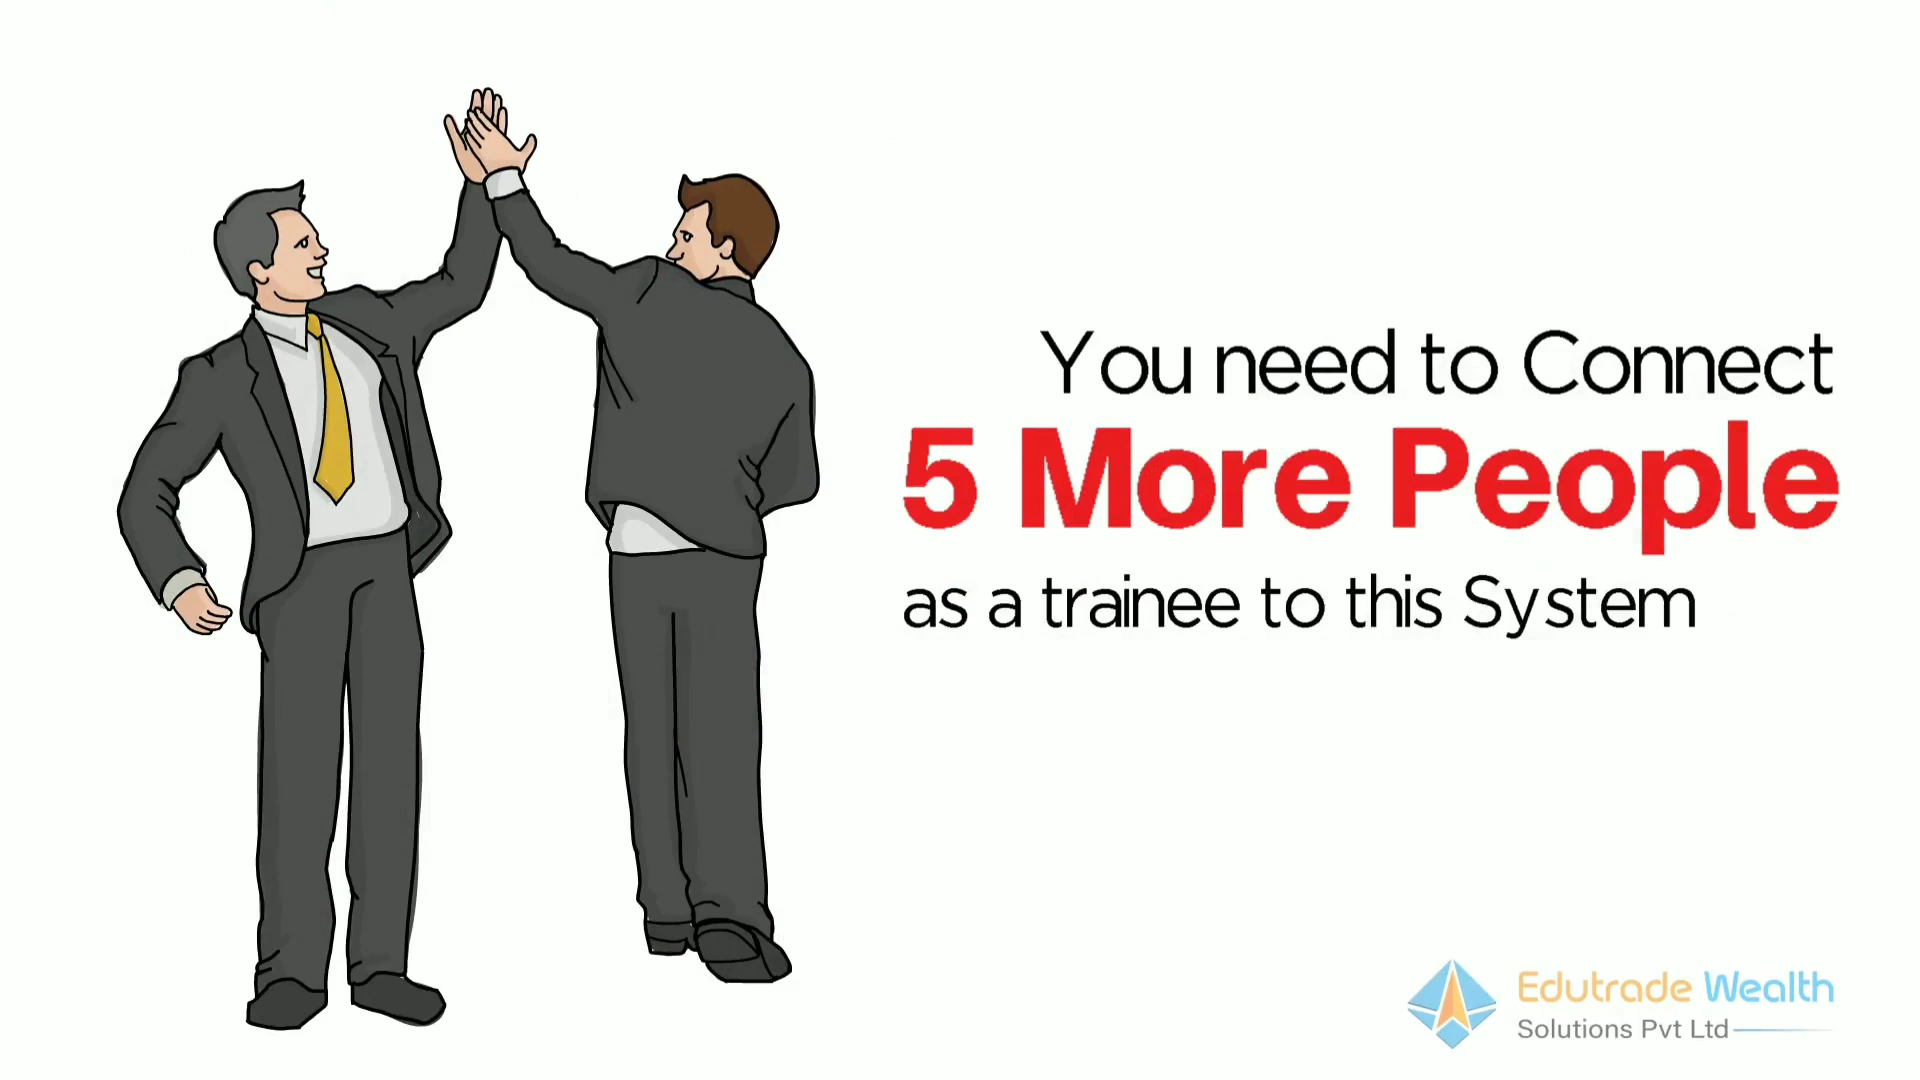 You need to Connect
5 More People
as a trainee to this System
Edutrade Wealth
Solutions Pvt Ltd